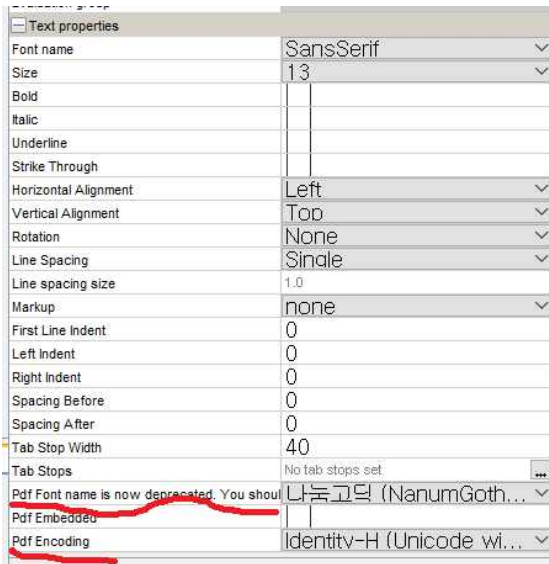 Text properties
Font name SansSerif
Size 13
Bold
Italic
Underline
Strike Through
Horizontal Alignment Left
Vertical Alignment Top
Rotation None
Line Spacing Single
Line spacing size 1.0
Markup none
First Line Indent 0
Left Indent 0
Right Indent 0
Spacing Before 0
Spacing After 0
Tab Stop Width 40
Tab Stops No tab stops set ...
Pdf Font name is now deprecated. You shoul 나눔고딕 (NanumGoth...
Pdf Embedded
Pdf Encoding Identity-H (Unicode wi...